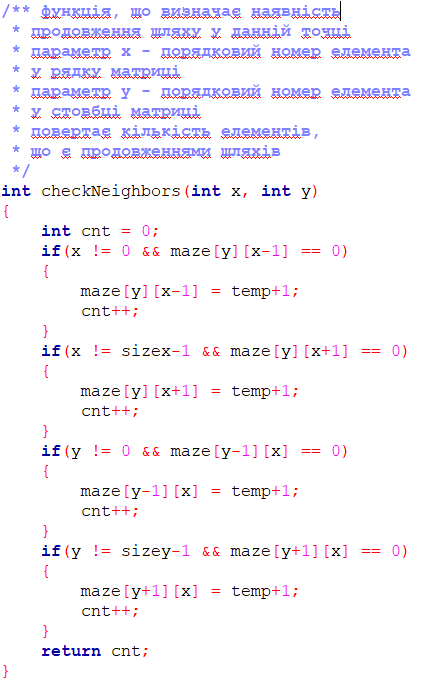 /** функція, що визначає наявність
 * продовження шляху у данній точці
 * параметр x - порядковий номер елемента
 * у рядку матриці
 * параметр y - порядковий номер елемента
 * у стовбці матриці
 * повертає кількість елементів,
 * що є продовженнями шляхів
 */
int checkNeighbors(int x, int y)
{
    int cnt = 0;
    if(x != 0 && maze[y][x-1] == 0)
    {
        maze[y][x-1] = temp+1;
        cnt++;
    }
    if(x != sizex-1 && maze[y][x+1] == 0)
    {
        maze[y][x+1] = temp+1;
        cnt++;
    }
    if(y != 0 && maze[y-1][x] == 0)
    {
        maze[y-1][x] = temp+1;
        cnt++;
    }
    if(y != sizey-1 && maze[y+1][x] == 0)
    {
        maze[y+1][x] = temp+1;
        cnt++;
    }
    return cnt;
}